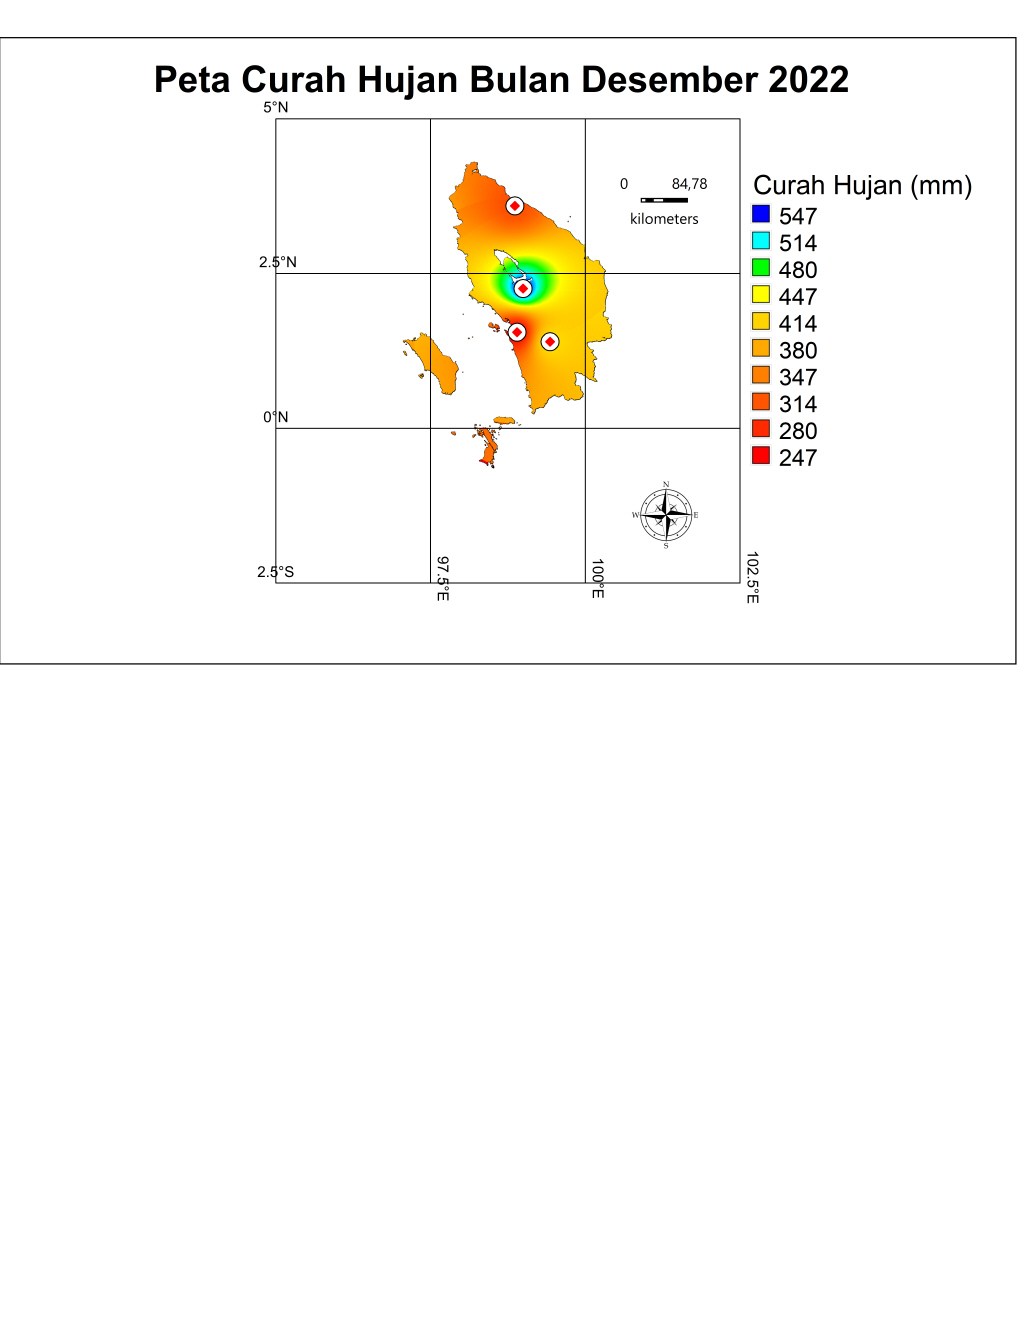 Peta Curah Hujan Bulan Desember 2022
5°N
0 84,78
kilometers
Curah Hujan (mm)
547
514
480
447
414
380
347
314
280
247
2.5°N
0°N
2.5°S
97.5°E
100°E
102.5°E
N
W E
S